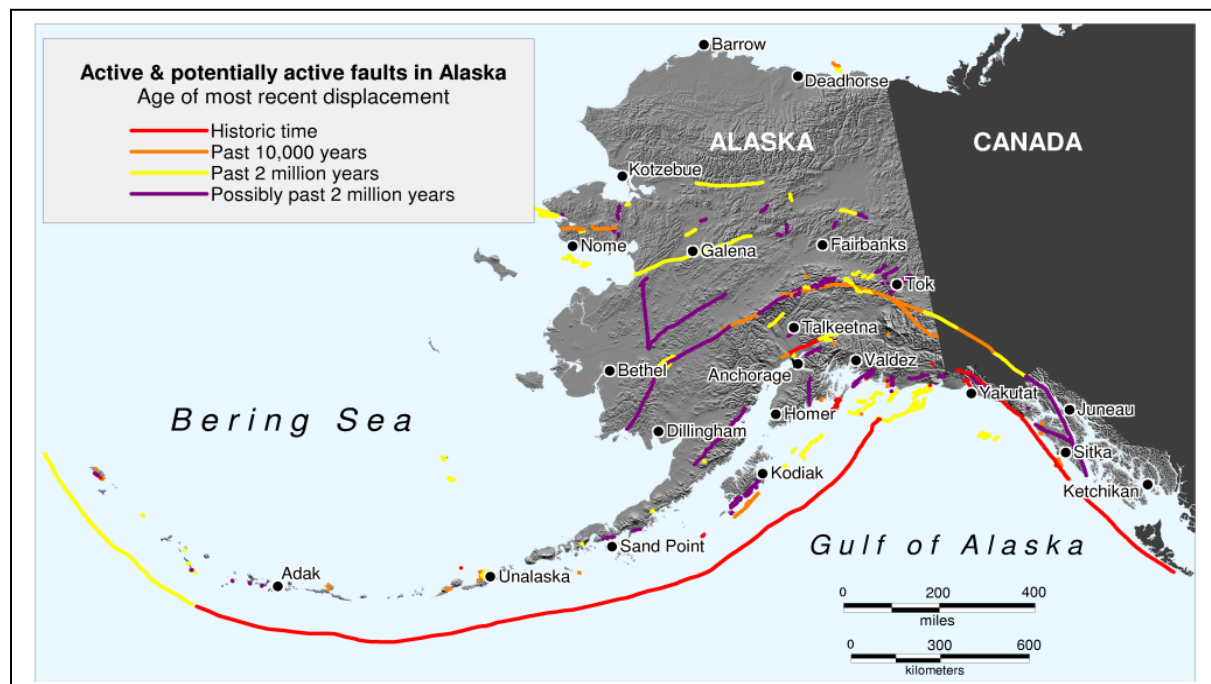 Active & potentially active faults in Alaska
Age of most recent displacement
Historic time
Past 10,000 years
Past 2 million years
Possibly past 2 million years
Barrow
Deadhorse
ALASKA
CANADA
Kotzebue
Nome
Galena
Fairbanks
Tok
Talkeetna
Bethel
Anchorage
Valdez
Yakutat
Juneau
Homer
Bering Sea
Dillingham
Sitka
Kodiak
Ketchikan
Sand Point
Gulf of Alaska
Adak
Unalaska
0 200 400
miles
0 300 600
kilometers